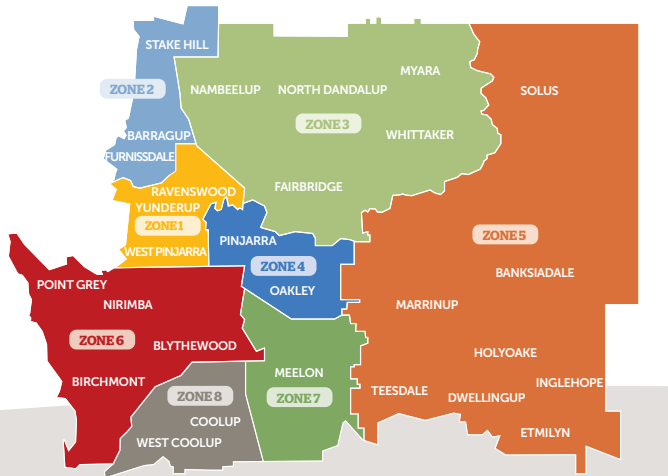 STAKE HILL
ZONE 2
BARRAGUP
FURNISSDALE
NAMBEELUP
NORTH DANDALUP
MYARA
ZONE 3
WHITTAKER
FAIRBRIDGE
SOLUS
RAVENSWOOD
YUNDERUP
ZONE 1
WEST PINJARRA
PINJARRA
ZONE 4
OAKLEY
ZONE 5
BANKSIADALE
MARRINUP
HOLYOAKE
INGLEHOPE
TEESDALE
DWELLINGUP
ETMILYN
POINT GREY
NIRIMBA
ZONE 6
BLYTHEWOOD
BIRCHMONT
MEELON
ZONE 7
ZONE 8
COOLUP
WEST COOLUP